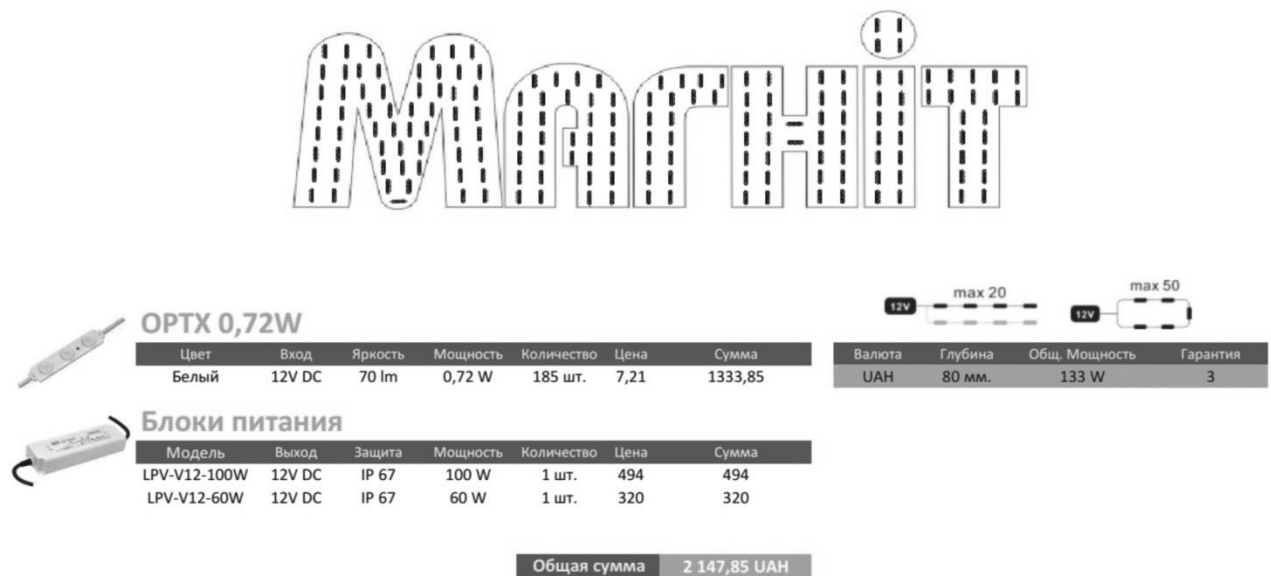 Магнit
max 20
max 50
12V
12V
OPTX 0,72W
Цвет Вход Яркость Мощность Количество Цена Сумма
Белый 12V DC 70 lm 0,72 W 185 шт. 7,21 1333,85
Валюта Глубина Общ. Мощность Гарантия
UAH 80 мм. 133 W 3
Блоки питания
Модель Выход Защита Мощность Количество Цена Сумма
LPV-V12-100W 12V DC IP 67 100 W 1 шт. 494 494
LPV-V12-60W 12V DC IP 67 60 W 1 шт. 320 320
Общая сумма 2 147,85 UAH